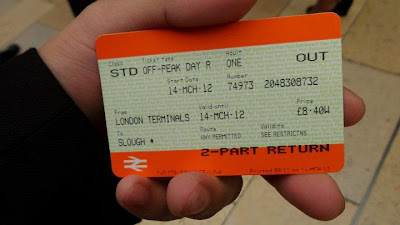 Class Ticket type Adult
STD OFF-PEAK DAY R ONE OUT
Start Date Number
14·MCH·12 74973 2048308732
From Valid until Price
LONDON TERMINALS 14·MCH·12 £8·40W
To Route Validity
SLOUGH * ANY PERMITTED SEE RESTRICTNS
2-PART RETURN